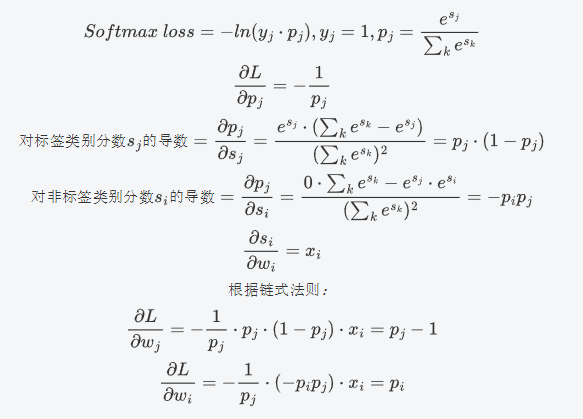 $Softmax\ loss = -ln(y_j \cdot p_j), y_j = 1, p_j = \frac{e^{s_j}}{\sum_k e^{s_k}}$
$\frac{\partial L}{\partial p_j} = -\frac{1}{p_j}$
对标签类别分数$s_j$的导数$= \frac{\partial p_j}{\partial s_j} = \frac{e^{s_j} \cdot (\sum_k e^{s_k} - e^{s_j})}{(\sum_k e^{s_k})^2} = p_j \cdot (1 - p_j)$
对非标签类别分数$s_i$的导数$= \frac{\partial p_j}{\partial s_i} = \frac{0 \cdot \sum_k e^{s_k} - e^{s_j} \cdot e^{s_i}}{(\sum_k e^{s_k})^2} = -p_i p_j$
$\frac{\partial s_i}{\partial w_i} = x_i$
根据链式法则：
$\frac{\partial L}{\partial w_j} = -\frac{1}{p_j} \cdot p_j \cdot (1 - p_j) \cdot x_i = p_j - 1$
$\frac{\partial L}{\partial w_i} = -\frac{1}{p_j} \cdot (-p_i p_j) \cdot x_i = p_i$